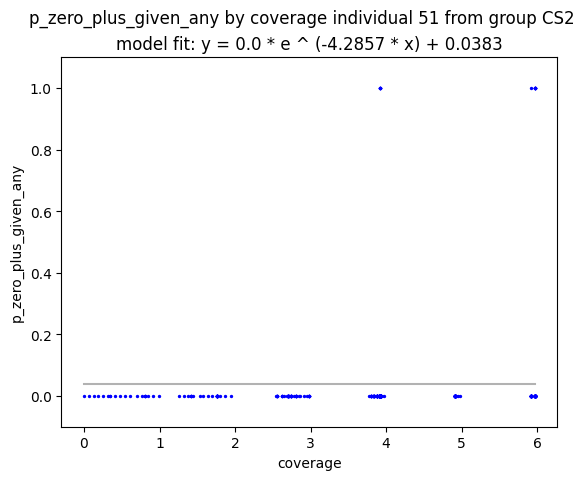 p_zero_plus_given_any by coverage individual 51 from group CS2
model fit: y = 0.0 * e ^ (-4.2857 * x) + 0.0383
p_zero_plus_given_any
1.0
0.8
0.6
0.4
0.2
0.0
0 1 2 3 4 5 6
coverage